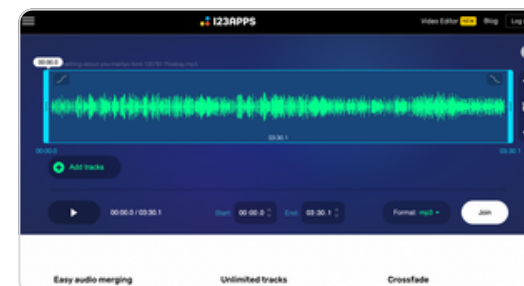 123APPS
Video Editor NEW Blog Log
00:00.0
03:30.1
00:00.0 03:30.1
Add tracks
00:00.0 / 03:30.1 Start: 00:00.0 End: 03:30.1 Format: mp3 Join
Easy audio merging Unlimited tracks Crossfade